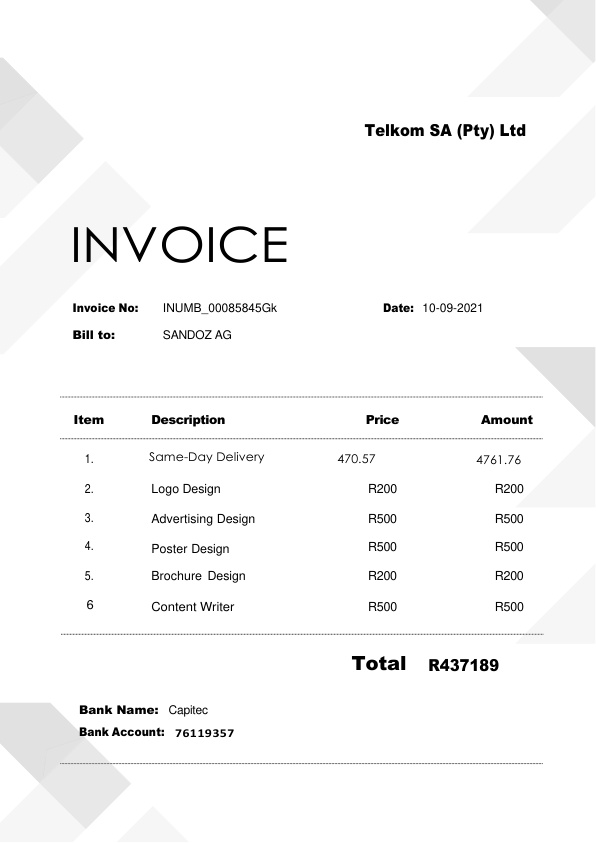 Telkom SA (Pty) Ltd
INVOICE
Invoice No: INUMB_00085845Gk Date: 10-09-2021
Bill to: SANDOZ AG
Item Description Price Amount
1. Same-Day Delivery 470.57 4761.76
2. Logo Design R200 R200
3. Advertising Design R500 R500
4. Poster Design R500 R500
5. Brochure Design R200 R200
6 Content Writer R500 R500
Total R437189
Bank Name: Capitec
Bank Account: 76119357